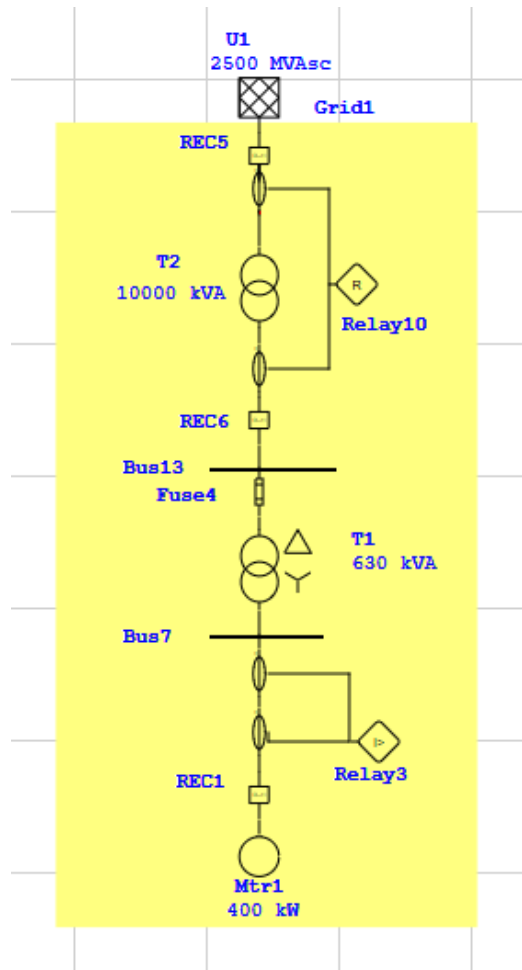 U1
2500 MVAsc
Grid1
REC5
T2
10000 kVA
R
Relay10
REC6
Bus13
Fuse4
T1
630 kVA
Bus7
I>
Relay3
REC1
Mtr1
400 kW